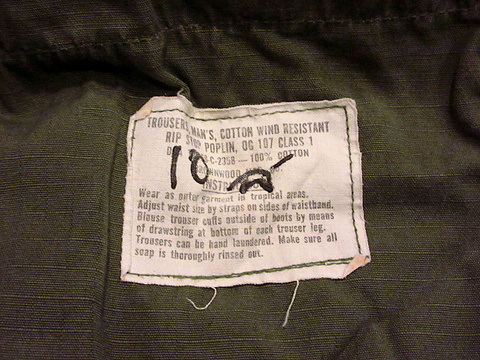 TROUSERS, MAN'S, COTTON WIND RESISTANT
RIP STOP POPLIN, OG 107 CLASS 1
C-2358 — 100% COTTON
10
Wear as outer garment in tropical areas.
Adjust waist size by straps on sides of waistband.
Blouse trouser cuffs outside of boots by means
of drawstring at bottom of each trouser leg.
Trousers can be hand laundered. Make sure all
soap is thoroughly rinsed out.